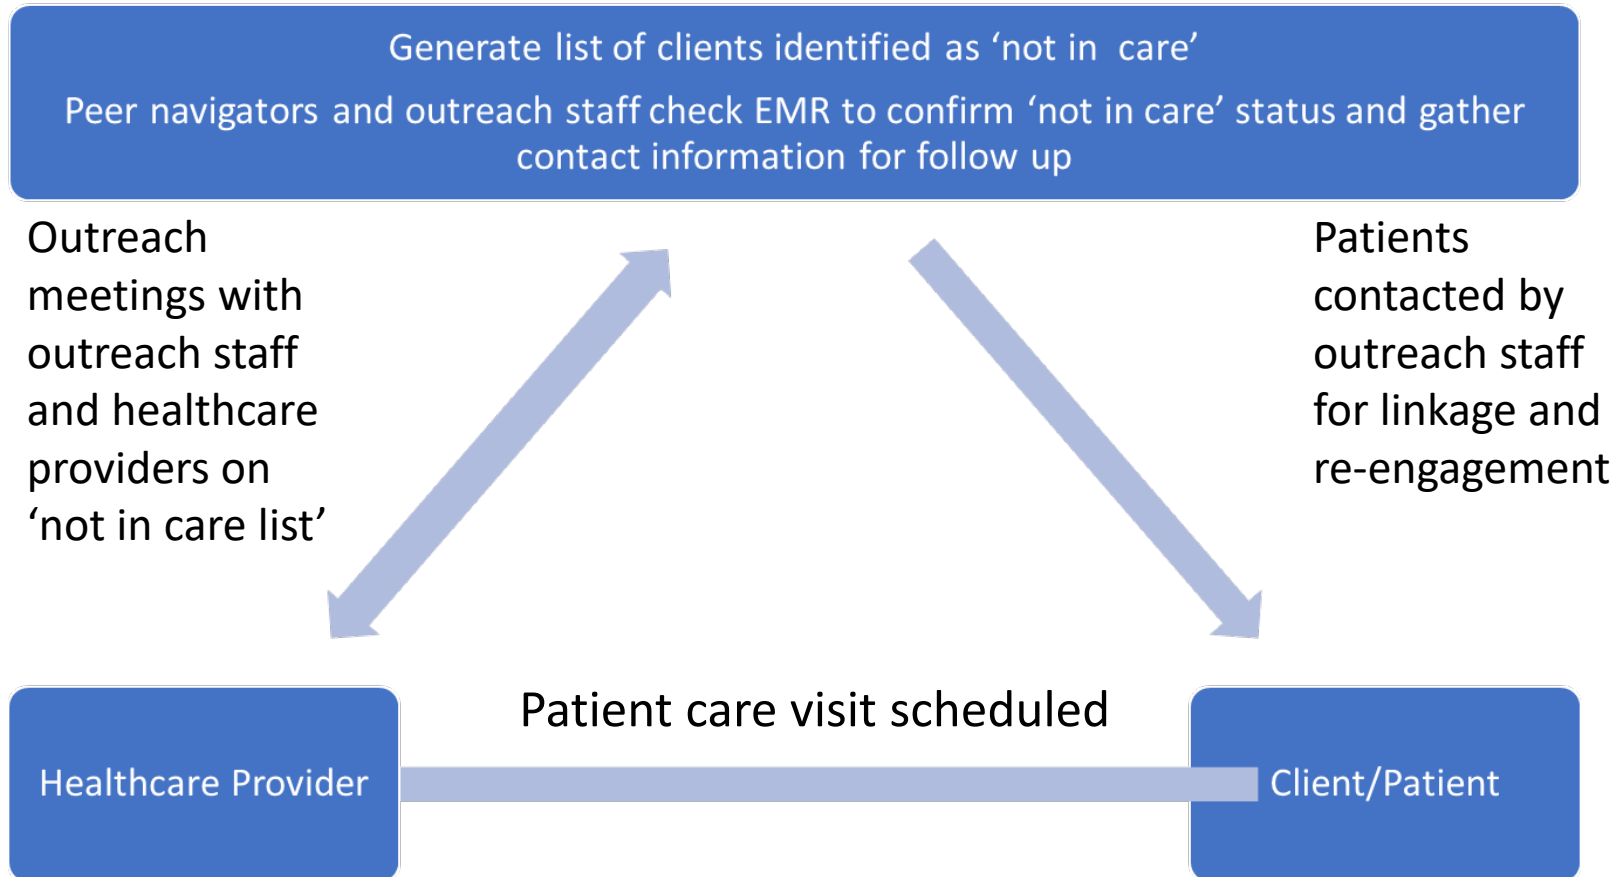 Generate list of clients identified as ‘not in  care’
Peer navigators and outreach staff check EMR to confirm ‘not in care’ status and gather
contact information for follow up
Outreach
meetings with
outreach staff
and healthcare
providers on
‘not in care list’
Patients
contacted by
outreach staff
for linkage and
re-engagement
Patient care visit scheduled
Healthcare Provider
Client/Patient